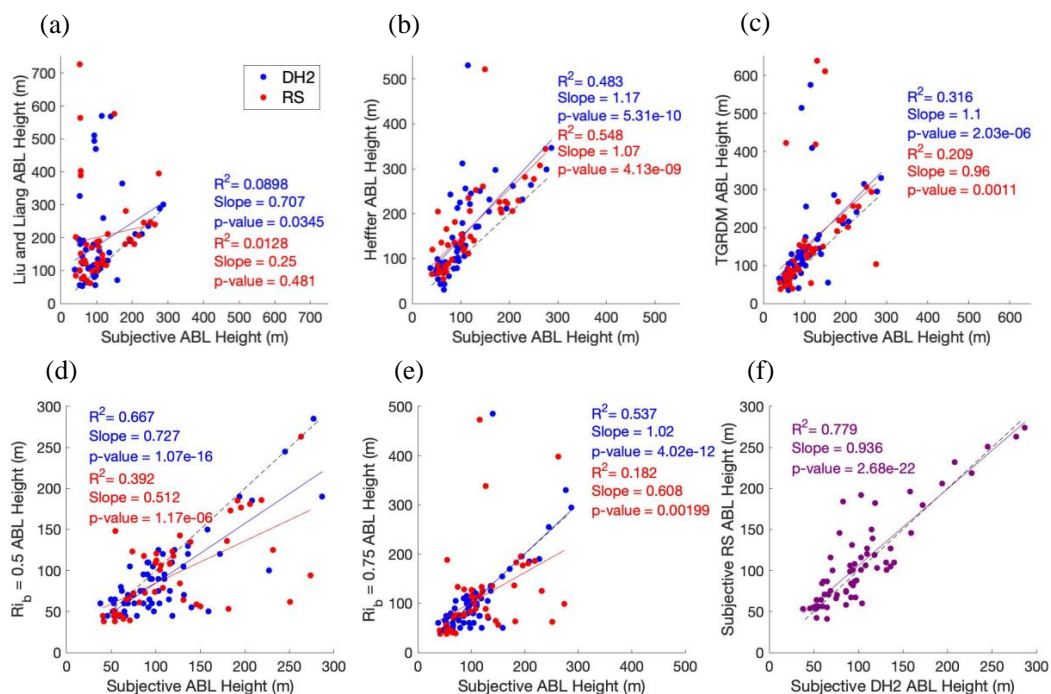 (a)
Liu and Liang ABL Height (m)
700
600
500
400
300
200
100
0
DH2
RS
R² = 0.0898
Slope = 0.707
p-value = 0.0345
R² = 0.0128
Slope = 0.25
p-value = 0.481
0 100 200 300 400 500 600 700
Subjective ABL Height (m)
(b)
Heffter ABL Height (m)
500
400
300
200
100
0
R² = 0.483
Slope = 1.17
p-value = 5.31e-10
R² = 0.548
Slope = 1.07
p-value = 4.13e-09
0 100 200 300 400 500
Subjective ABL Height (m)
(c)
TGRDM ABL Height (m)
600
500
400
300
200
100
0
R² = 0.316
Slope = 1.1
p-value = 2.03e-06
R² = 0.209
Slope = 0.96
p-value = 0.0011
0 100 200 300 400 500 600
Subjective ABL Height (m)
(d)
Ri_b = 0.5 ABL Height (m)
300
250
200
150
100
50
0
R² = 0.667
Slope = 0.727
p-value = 1.07e-16
R² = 0.392
Slope = 0.512
p-value = 1.17e-06
0 50 100 150 200 250 300
Subjective ABL Height (m)
(e)
Ri_b = 0.75 ABL Height (m)
500
400
300
200
100
0
R² = 0.537
Slope = 1.02
p-value = 4.02e-12
R² = 0.182
Slope = 0.608
p-value = 0.00199
0 100 200 300 400 500
Subjective ABL Height (m)
(f)
Subjective RS ABL Height (m)
300
250
200
150
100
50
0
R² = 0.779
Slope = 0.936
p-value = 2.68e-22
0 50 100 150 200 250 300
Subjective DH2 ABL Height (m)